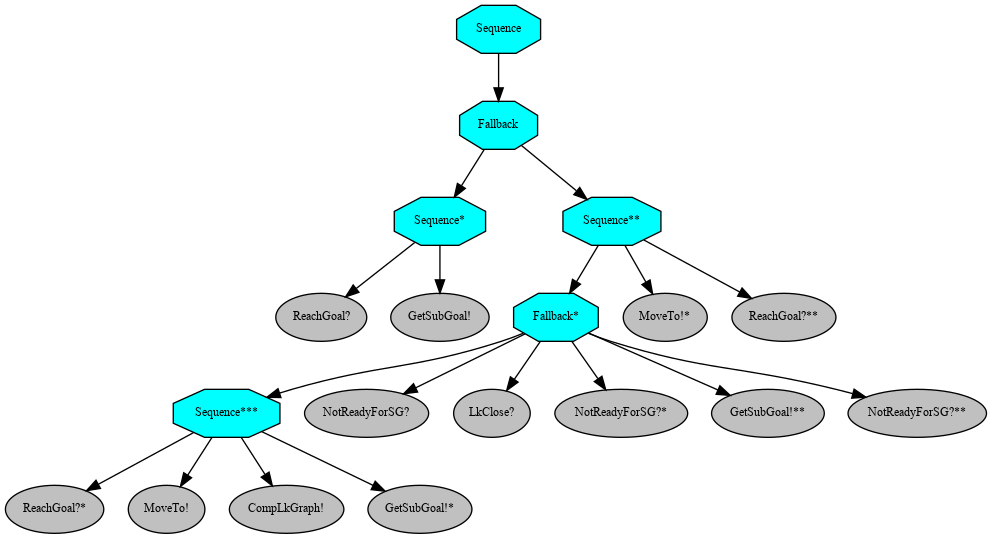 Sequence
Fallback
Sequence*
Sequence**
ReachGoal?
GetSubGoal!
Fallback*
MoveTo!*
ReachGoal?**
Sequence***
NotReadyForSG?
LkClose?
NotReadyForSG?*
GetSubGoal!**
NotReadyForSG?**
ReachGoal?*
MoveTo!
CompLkGraph!
GetSubGoal!*